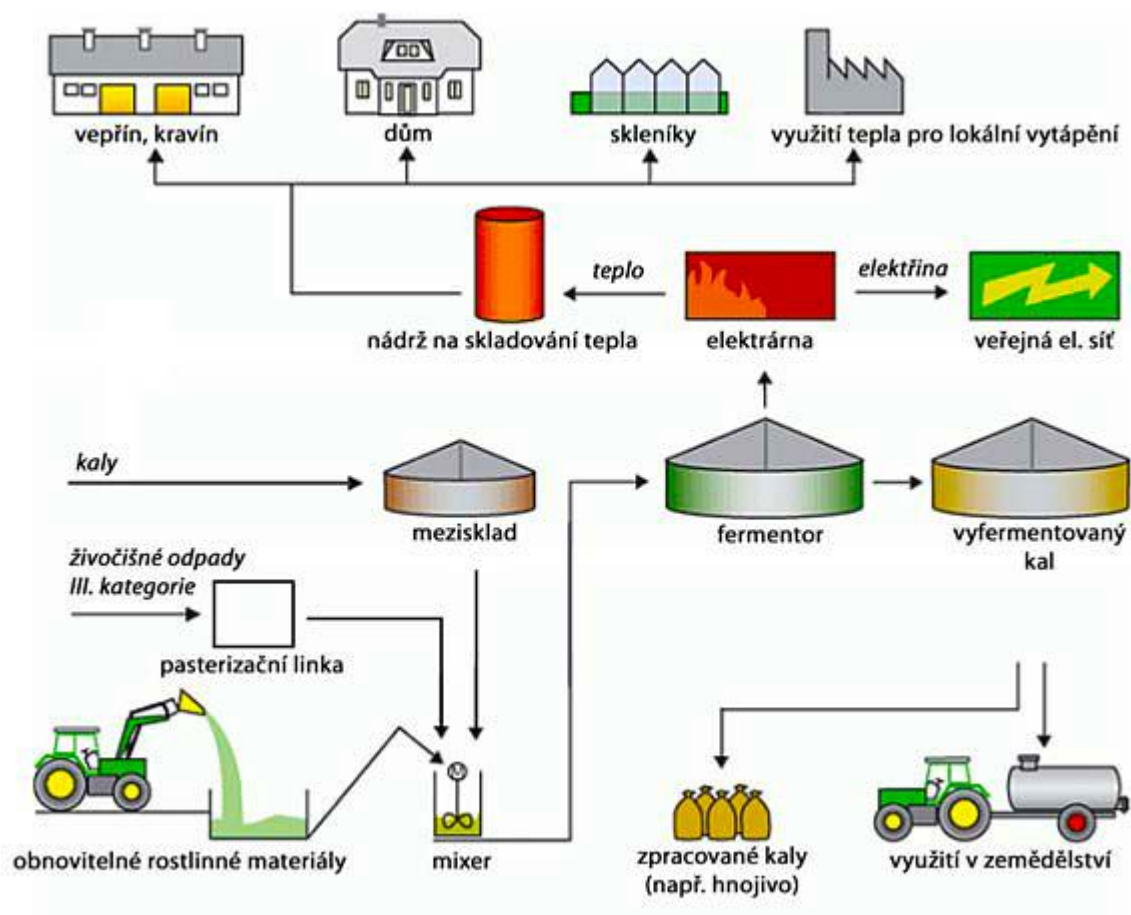 vepřín, kravín
dům
skleníky
využití tepla pro lokální vytápění
teplo
elektřina
nádrž na skladování tepla
elektrárna
veřejná el. síť
kaly
mezisklad
fermentor
vyfermentovaný
kal
živočišné odpady
III. kategorie
pasterizační linka
M
obnovitelné rostlinné materiály
mixer
zpracované kaly
(např. hnojivo)
využití v zemědělství